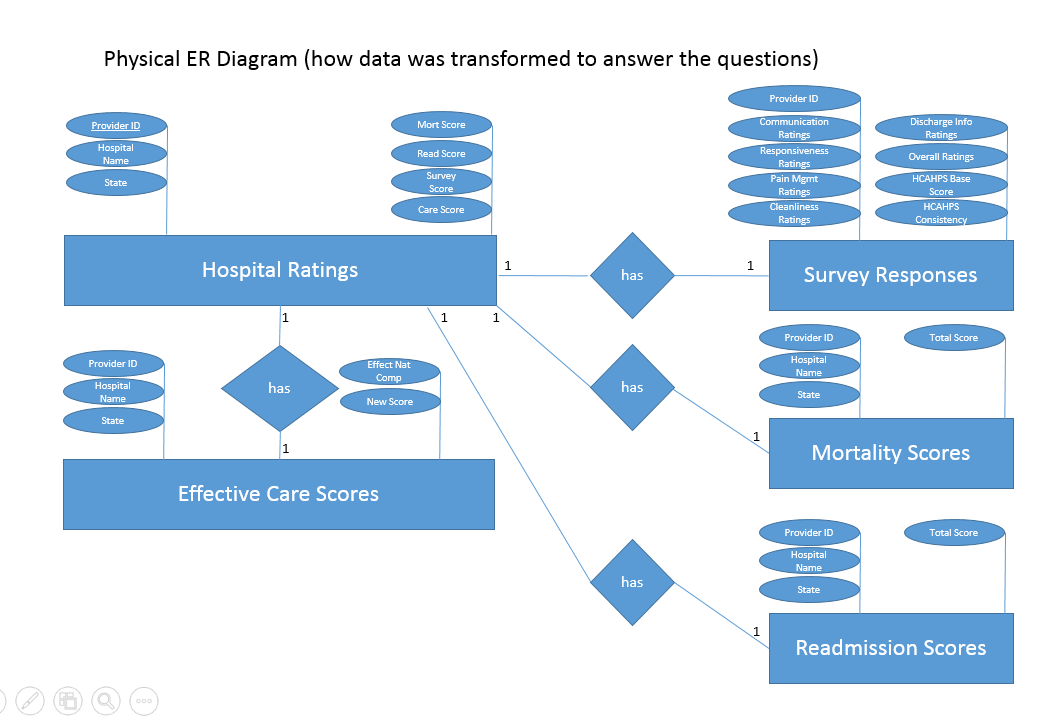 Physical ER Diagram (how data was transformed to answer the questions)
Provider ID
Hospital
Name
State
Mort Score
Read Score
Survey
Score
Care Score
Provider ID
Communication
Ratings
Responsiveness
Ratings
Pain Mgmt
Ratings
Cleanliness
Ratings
Discharge Info
Ratings
Overall Ratings
HCAHPS Base
Score
HCAHPS
Consistency
Hospital Ratings
1
has
1
Survey Responses
1
1
1
Provider ID
Hospital
Name
State
has
Effect Nat
Comp
New Score
1
Effective Care Scores
has
Provider ID
Hospital
Name
State
Total Score
1
Mortality Scores
has
Provider ID
Hospital
Name
State
Total Score
1
Readmission Scores